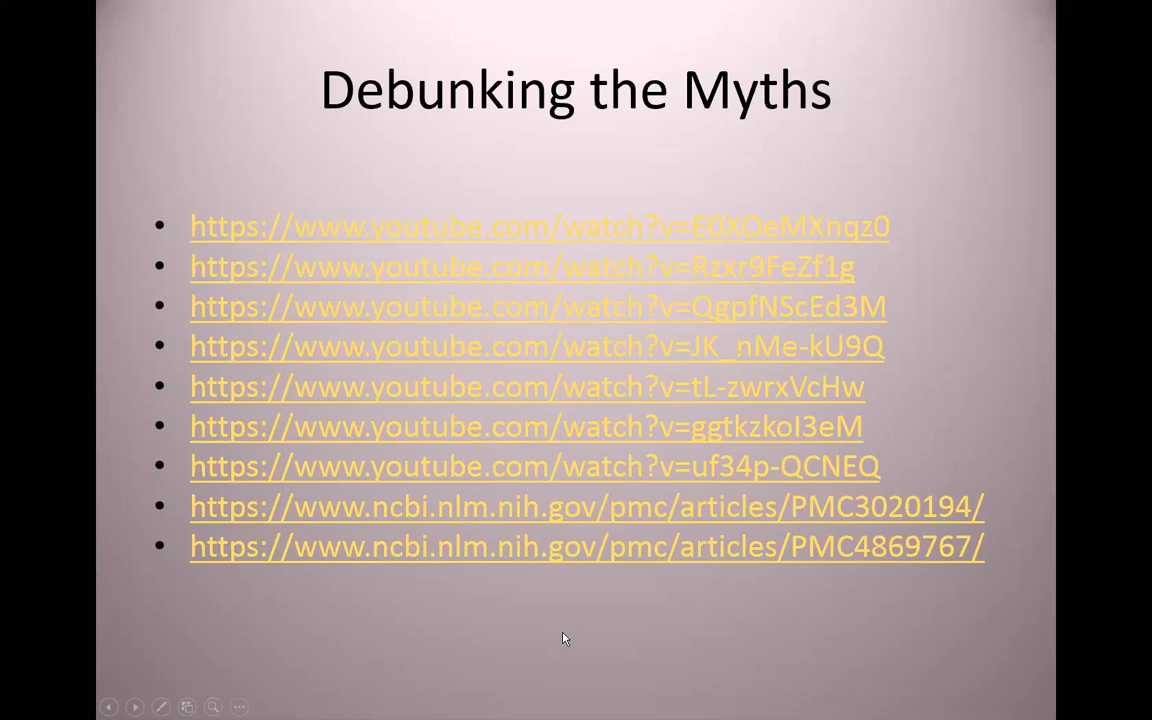 Debunking the Myths
• https://www.youtube.com/watch?v=E0XOeMXnqz0
• https://www.youtube.com/watch?v=Rzxr9FeZf1g
• https://www.youtube.com/watch?v=QgpfNScEd3M
• https://www.youtube.com/watch?v=JK_nMe-kU9Q
• https://www.youtube.com/watch?v=tL-zwrxVcHw
• https://www.youtube.com/watch?v=ggtkzkoI3eM
• https://www.youtube.com/watch?v=uf34p-QCNEQ
• https://www.ncbi.nlm.nih.gov/pmc/articles/PMC3020194/
• https://www.ncbi.nlm.nih.gov/pmc/articles/PMC4869767/